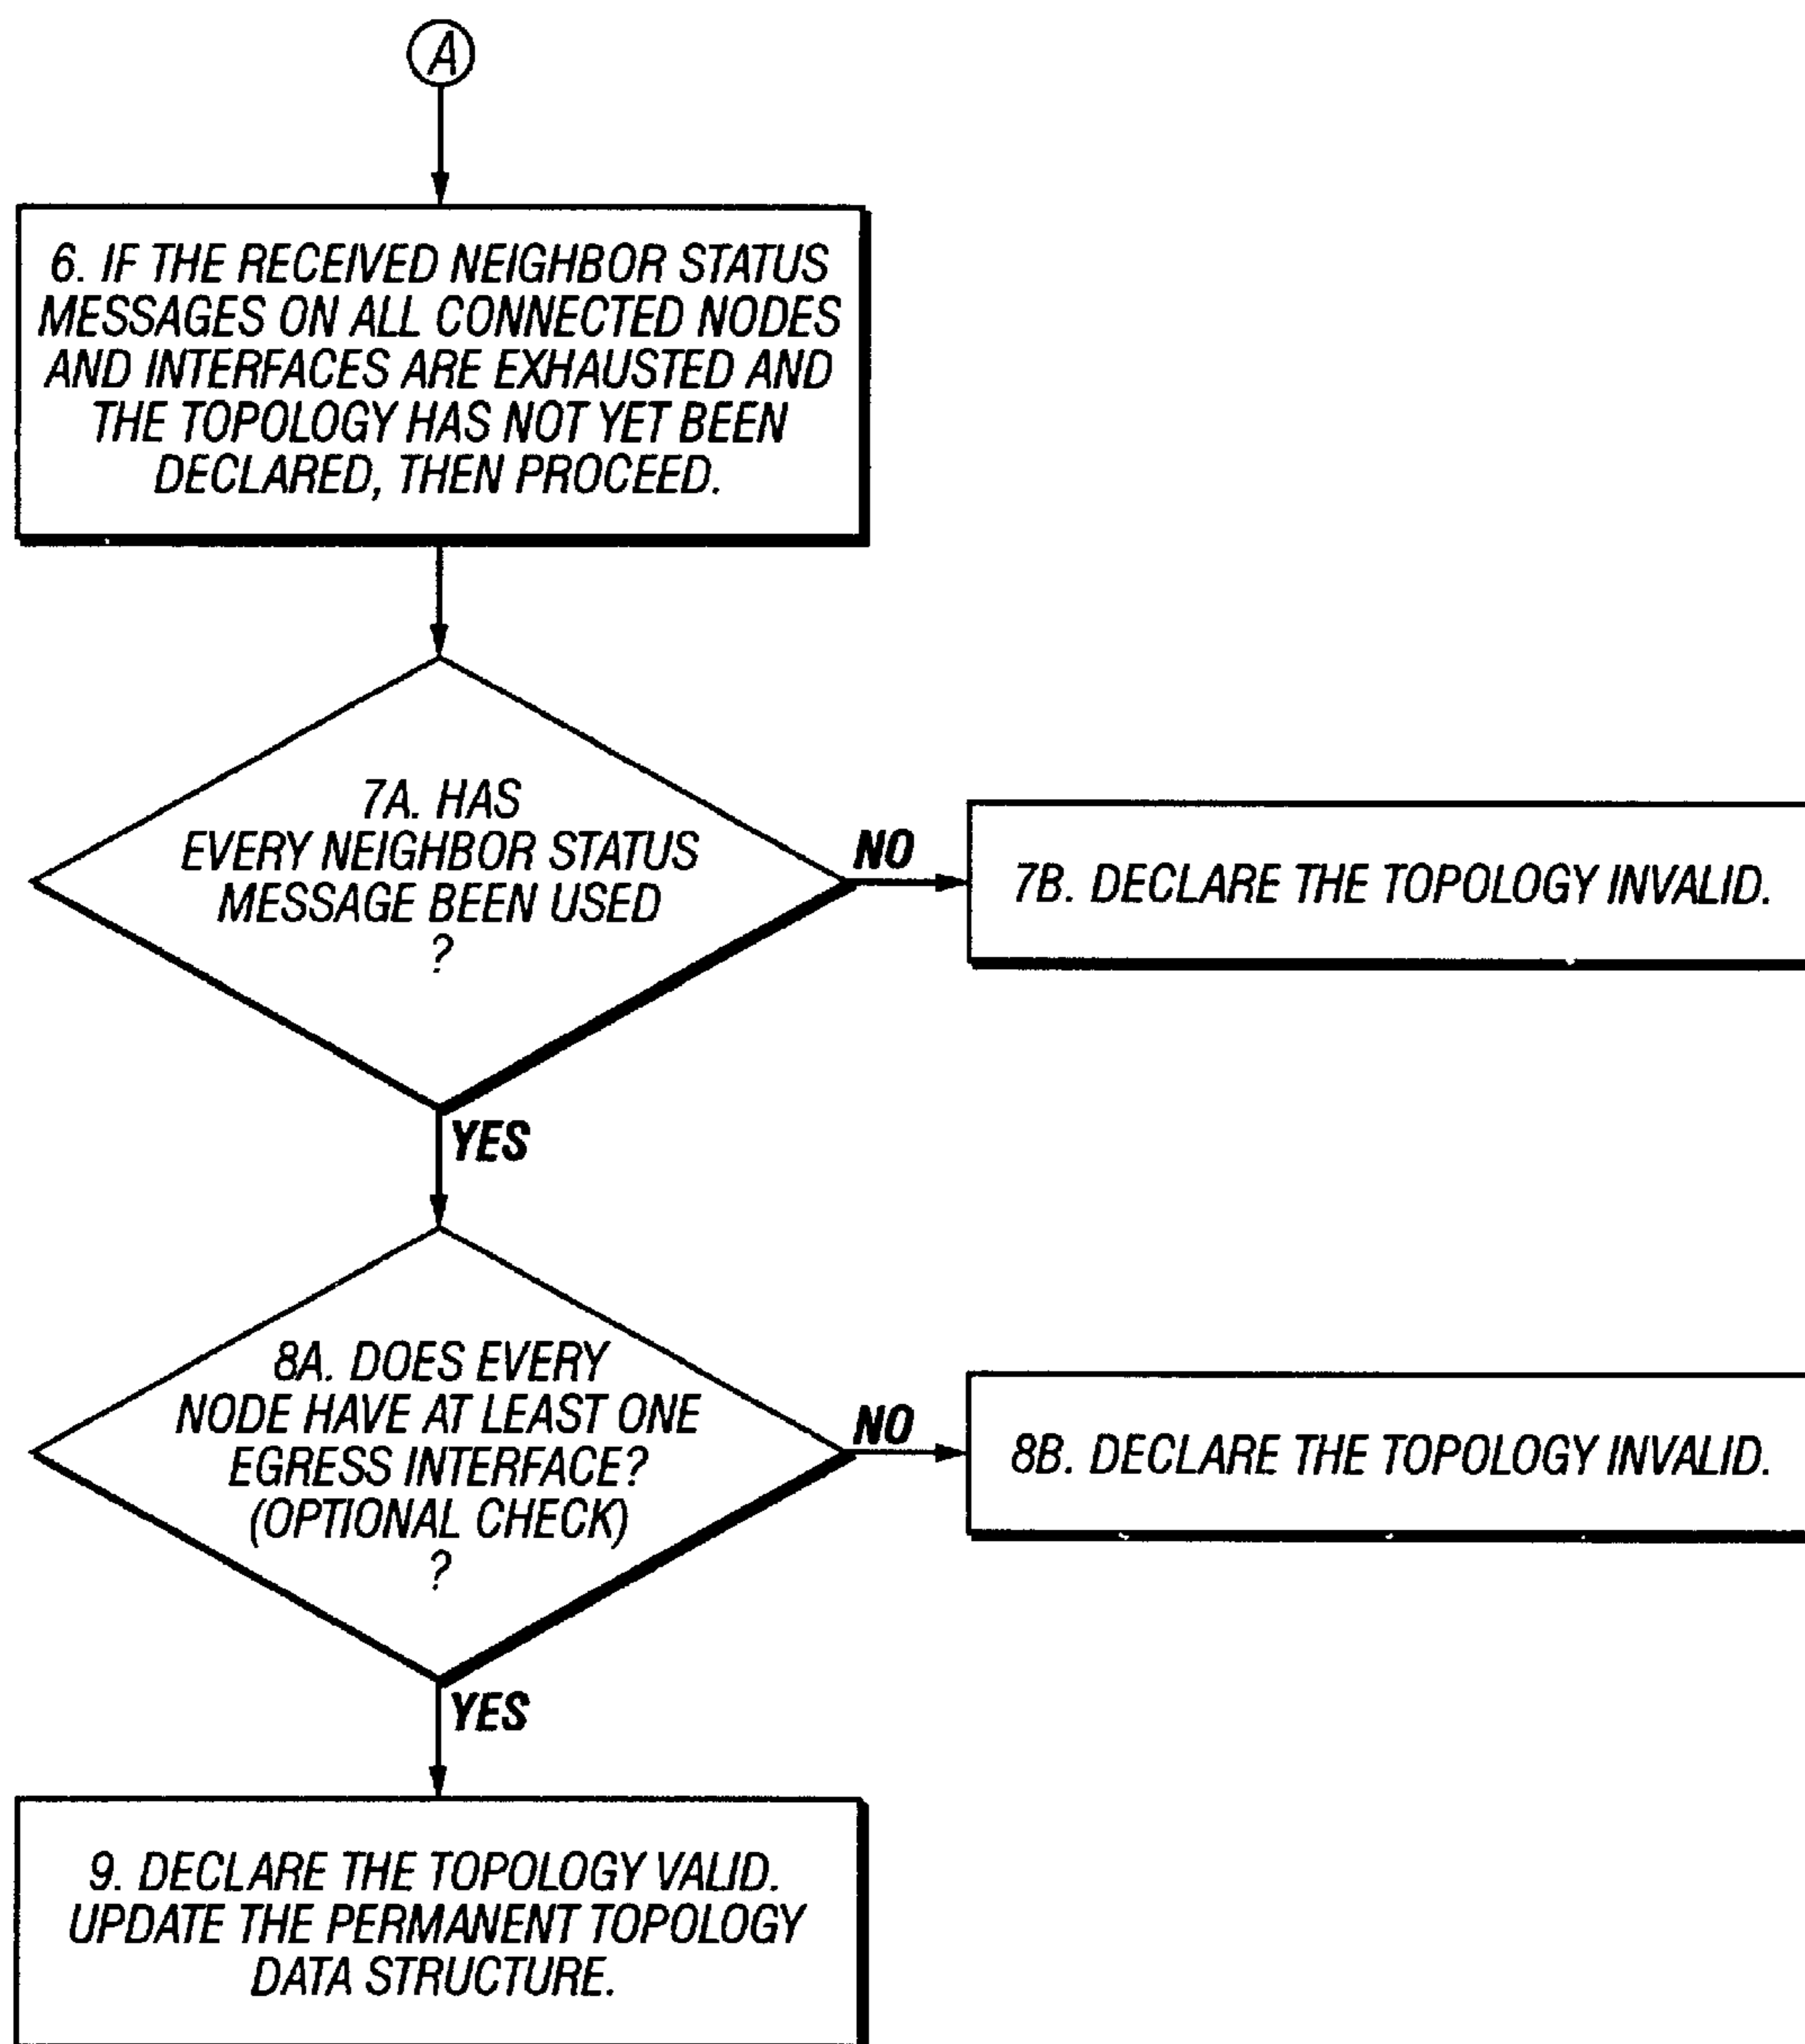 A
6. IF THE RECEIVED NEIGHBOR STATUS
MESSAGES ON ALL CONNECTED NODES
AND INTERFACES ARE EXHAUSTED AND
THE TOPOLOGY HAS NOT YET BEEN
DECLARED, THEN PROCEED.
7A. HAS
EVERY NEIGHBOR STATUS
MESSAGE BEEN USED
?
NO
7B. DECLARE THE TOPOLOGY INVALID.
YES
8A. DOES EVERY
NODE HAVE AT LEAST ONE
EGRESS INTERFACE?
(OPTIONAL CHECK)
?
NO
8B. DECLARE THE TOPOLOGY INVALID.
YES
9. DECLARE THE TOPOLOGY VALID.
UPDATE THE PERMANENT TOPOLOGY
DATA STRUCTURE.